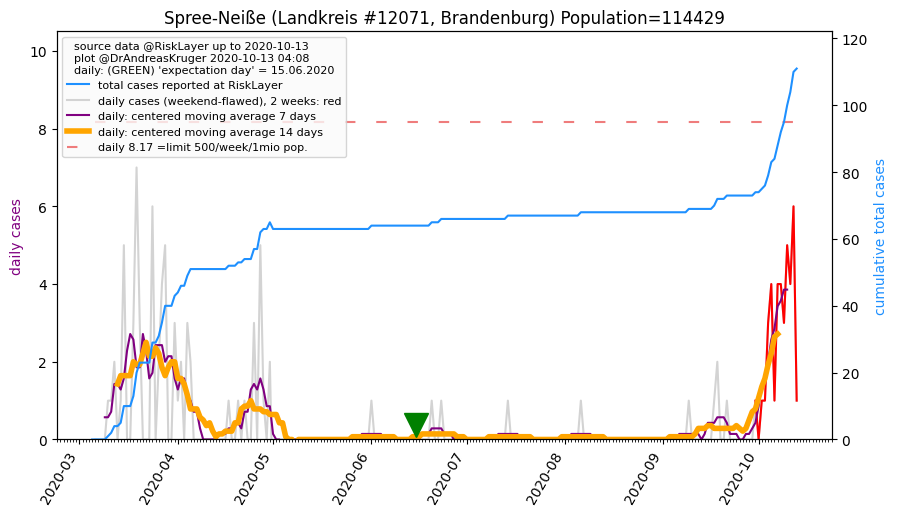 Spree-Neiße (Landkreis #12071, Brandenburg) Population=114429
source data @RiskLayer up to 2020-10-13
plot @DrAndreasKruger 2020-10-13 04:08
daily: (GREEN) 'expectation day' = 15.06.2020
total cases reported at RiskLayer
daily cases (weekend-flawed), 2 weeks: red
daily: centered moving average 7 days
daily: centered moving average 14 days
daily 8.17 =limit 500/week/1mio pop.
daily cases
10
8
6
4
2
0
cumulative total cases
120
100
80
60
40
20
0
2020-03
2020-04
2020-05
2020-06
2020-07
2020-08
2020-09
2020-10